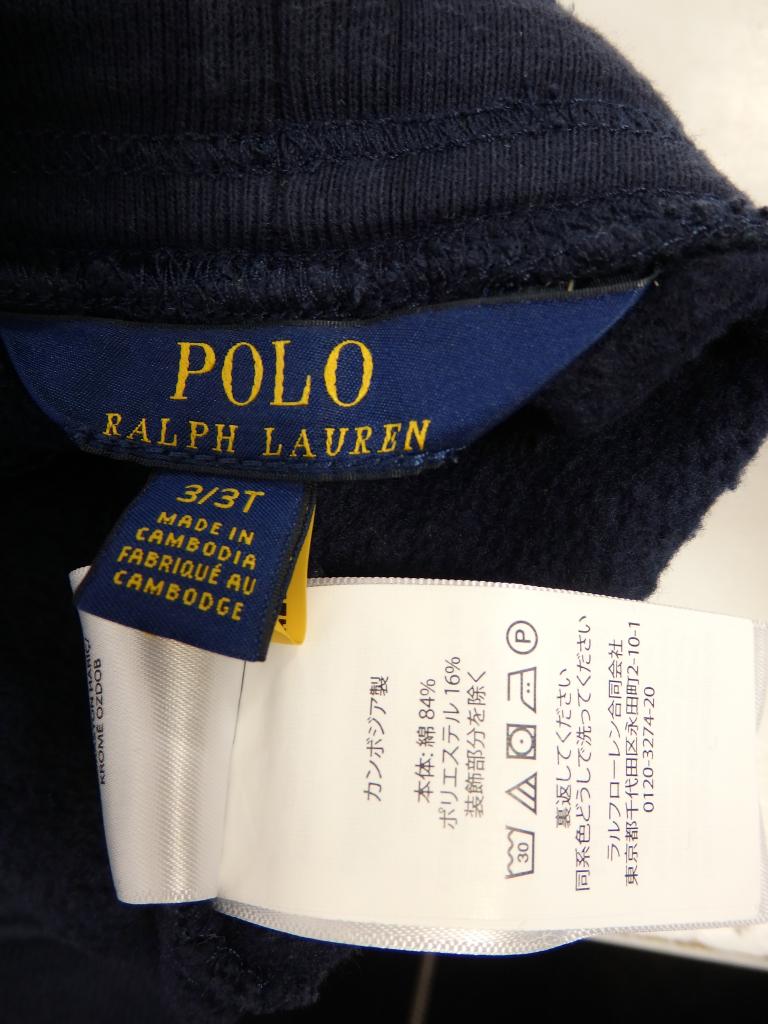 POLO
RALPH LAUREN
3/3T
MADE IN
CAMBODIA
FABRIQUÉ AU
CAMBODGE
KROMĚ OZDOB
カンボジア製
本体: 綿 84%
ポリエステル 16%
装飾部分を除く
30
P
裏返してください
同系色どうしで洗ってください
ラルフローレン合同会社
東京都千代田区永田町2-10-1
0120-3274-20